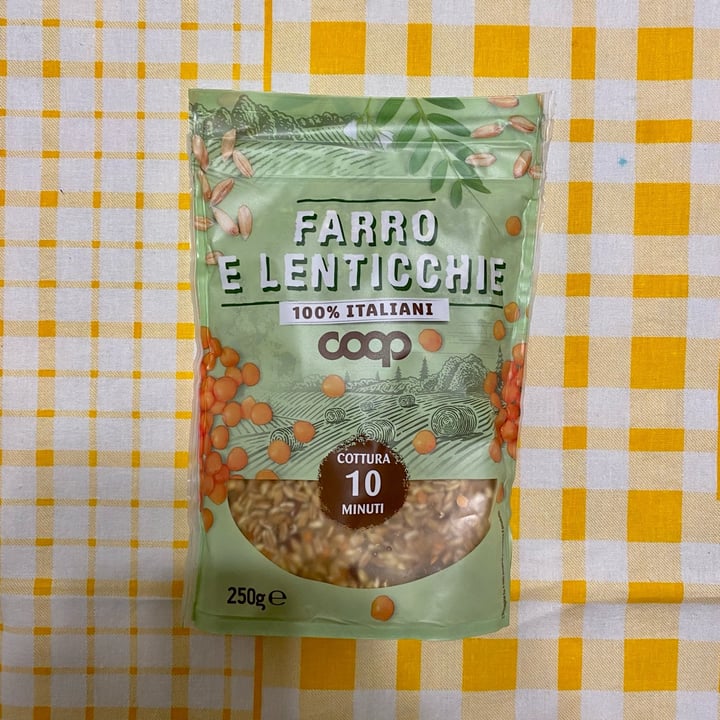 FARRO
E LENTICCHIE
100% ITALIANI
coop
COTTURA
10
MINUTI
250g e